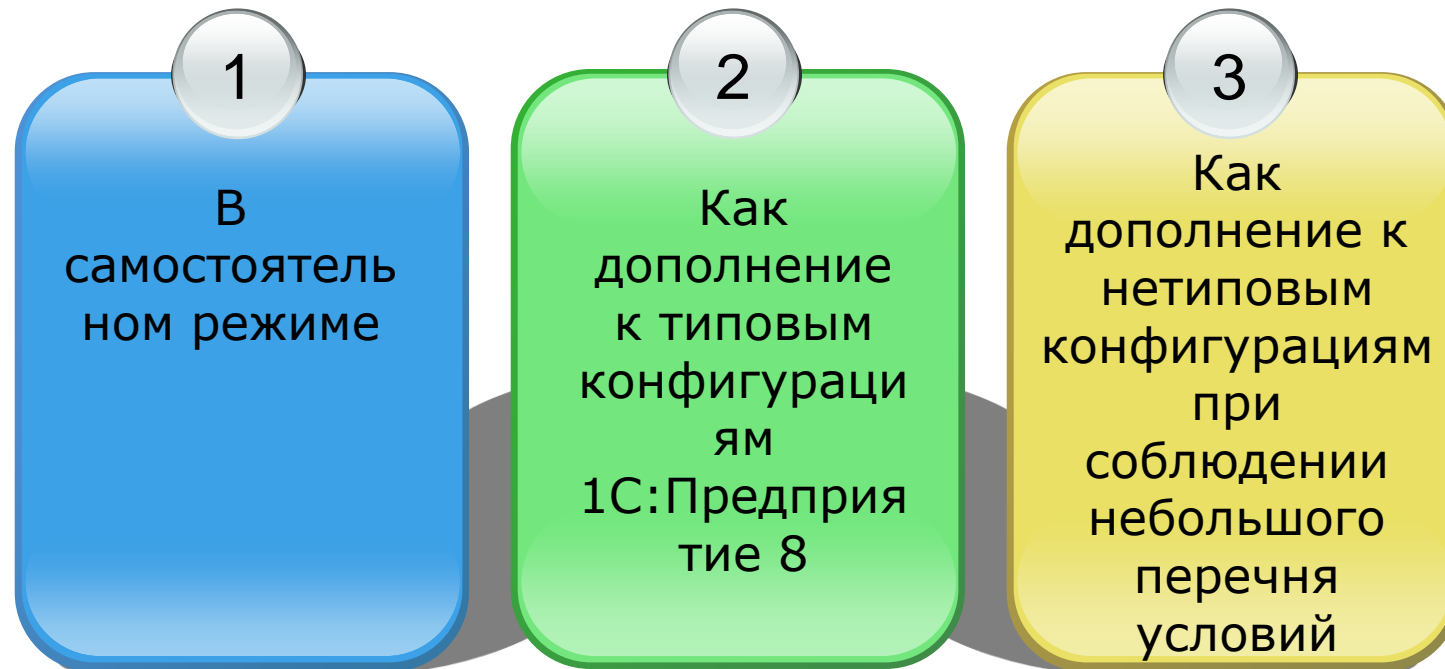 1
В
самостоятель
ном режиме
2
Как
дополнение
к типовым
конфигураци
ям
1С:Предприя
тие 8
3
Как
дополнение к
нетиповым
конфигурациям
при
соблюдении
небольшого
перечня
условий